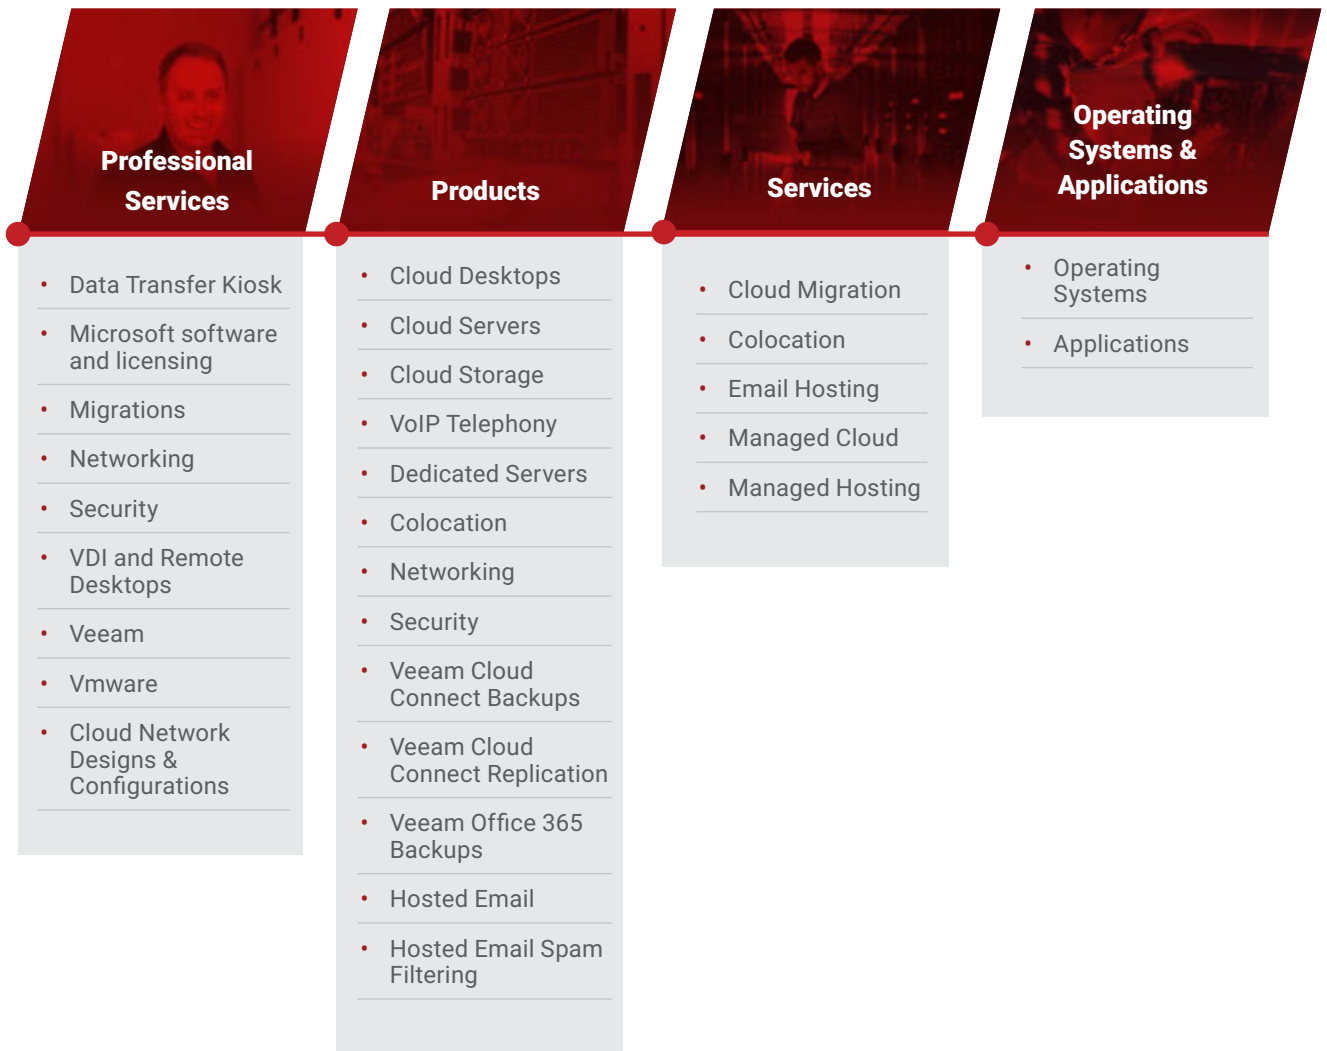 Professional
Services
• Data Transfer Kiosk
• Microsoft software
and licensing
• Migrations
• Networking
• Security
• VDI and Remote
Desktops
• Veeam
• Vmware
• Cloud Network
Designs &
Configurations
Products
• Cloud Desktops
• Cloud Servers
• Cloud Storage
• VoIP Telephony
• Dedicated Servers
• Colocation
• Networking
• Security
• Veeam Cloud
Connect Backups
• Veeam Cloud
Connect Replication
• Veeam Office 365
Backups
• Hosted Email
• Hosted Email Spam
Filtering
Services
• Cloud Migration
• Colocation
• Email Hosting
• Managed Cloud
• Managed Hosting
Operating
Systems &
Applications
• Operating
Systems
• Applications